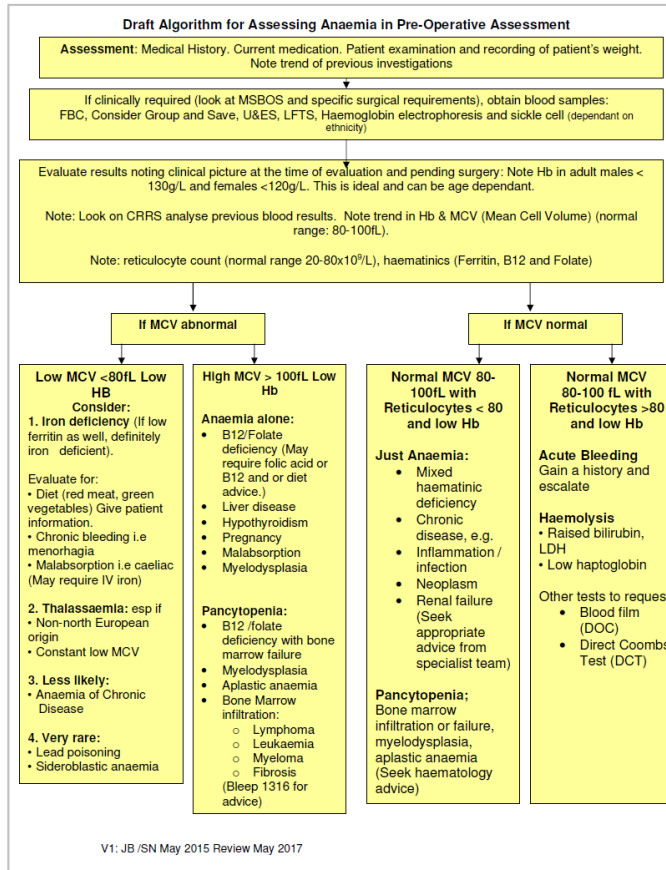 Draft Algorithm for Assessing Anaemia in Pre-Operative Assessment
Assessment: Medical History. Current medication. Patient examination and recording of patient's weight.
Note trend of previous investigations
If clinically required (look at MSBOS and specific surgical requirements), obtain blood samples:
FBC, Consider Group and Save, U&ES, LFTS, Haemoglobin electrophoresis and sickle cell (dependant on
ethnicity)
Evaluate results noting clinical picture at the time of evaluation and pending surgery: Note Hb in adult males <
130g/L and females <120g/L. This is ideal and can be age dependant.
Note: Look on CRRS analyse previous blood results. Note trend in Hb & MCV (Mean Cell Volume) (normal
range: 80-100fL).
Note: reticulocyte count (normal range 20-80x10⁹/L), haematinics (Ferritin, B12 and Folate)
If MCV abnormal
If MCV normal
Low MCV <80fL Low
HB
Consider:
1. Iron deficiency (If low
ferritin as well, definitely
iron deficient).
Evaluate for:
• Diet (red meat, green
vegetables) Give patient
information.
• Chronic bleeding i.e
menorhagia
• Malabsorption i.e caeliac
(May require IV iron)
2. Thalassaemia: esp if
• Non-north European
origin
• Constant low MCV
3. Less likely:
• Anaemia of Chronic
Disease
4. Very rare:
• Lead poisoning
• Sideroblastic anaemia
High MCV > 100fL Low
Hb
Anaemia alone:
• B12/Folate
deficiency (May
require folic acid or
B12 and or diet
advice.)
• Liver disease
• Hypothyroidism
• Pregnancy
• Malabsorption
• Myelodysplasia
Pancytopenia:
• B12 /folate
deficiency with bone
marrow failure
• Myelodysplasia
• Aplastic anaemia
• Bone Marrow
infiltration:
o Lymphoma
o Leukaemia
o Myeloma
o Fibrosis
(Bleep 1316 for
advice)
Normal MCV 80-
100fL with
Reticulocytes < 80
and low Hb
Just Anaemia:
• Mixed
haematinic
deficiency
• Chronic
disease, e.g.
• Inflammation /
infection
• Neoplasm
• Renal failure
(Seek
appropriate
advice from
specialist team)
Pancytopenia;
Bone marrow
infiltration or failure,
myelodysplasia,
aplastic anaemia
(Seek haematology
advice)
Normal MCV
80-100 fL with
Reticulocytes >80
and low Hb
Acute Bleeding
Gain a history and
escalate
Haemolysis
• Raised bilirubin,
LDH
• Low haptoglobin
Other tests to reques
• Blood film
(DOC)
• Direct Coombs
Test (DCT)
V1: JB /SN May 2015 Review May 2017